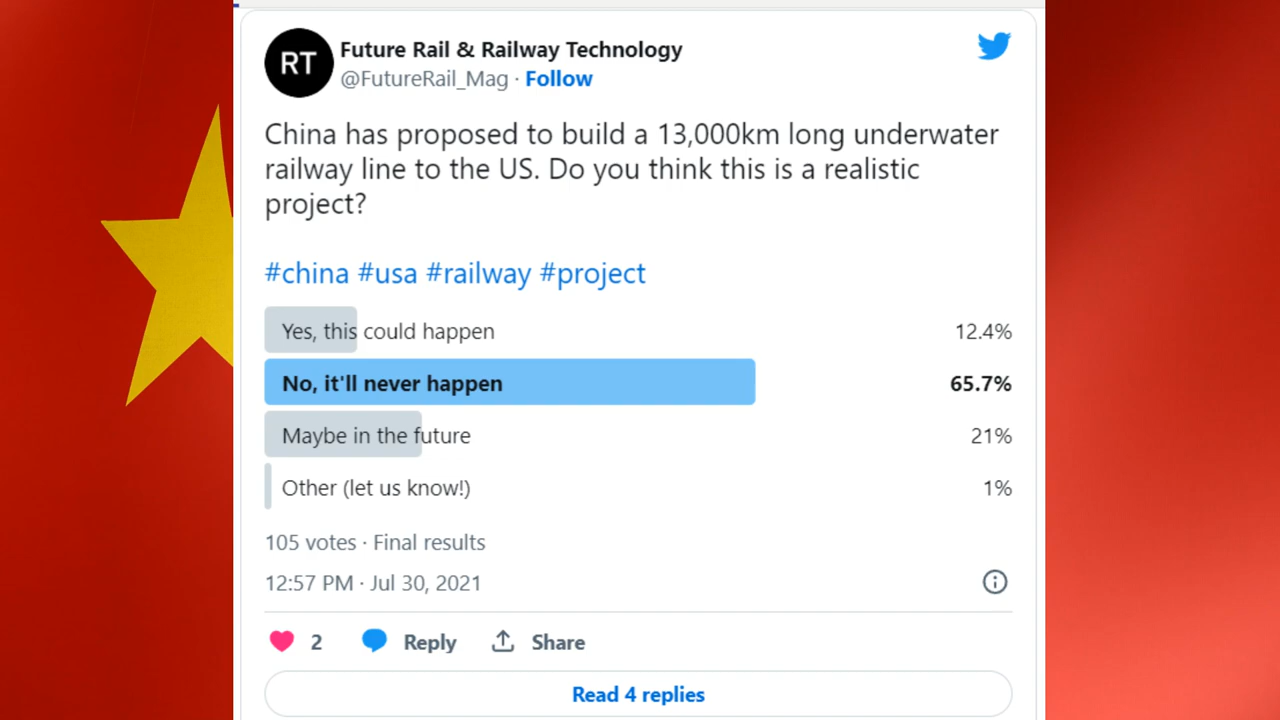 RT
Future Rail & Railway Technology
@FutureRail_Mag · Follow
China has proposed to build a 13,000km long underwater
railway line to the US. Do you think this is a realistic
project?
#china #usa #railway #project
Yes, this could happen 12.4%
No, it'll never happen 65.7%
Maybe in the future 21%
Other (let us know!) 1%
105 votes · Final results
12:57 PM · Jul 30, 2021
2 Reply Share
Read 4 replies